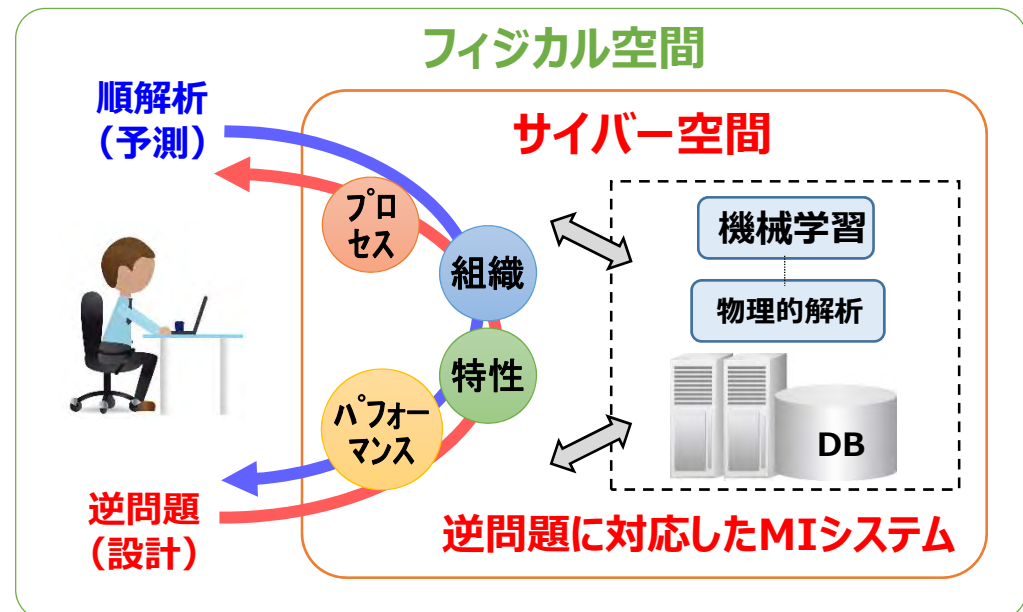 フィジカル空間
順解析
（予測）
サイバー空間
プロ
セス
組織
特性
パフォー
マンス
機械学習
物理的解析
DB
逆問題
（設計）
逆問題に対応したMIシステム